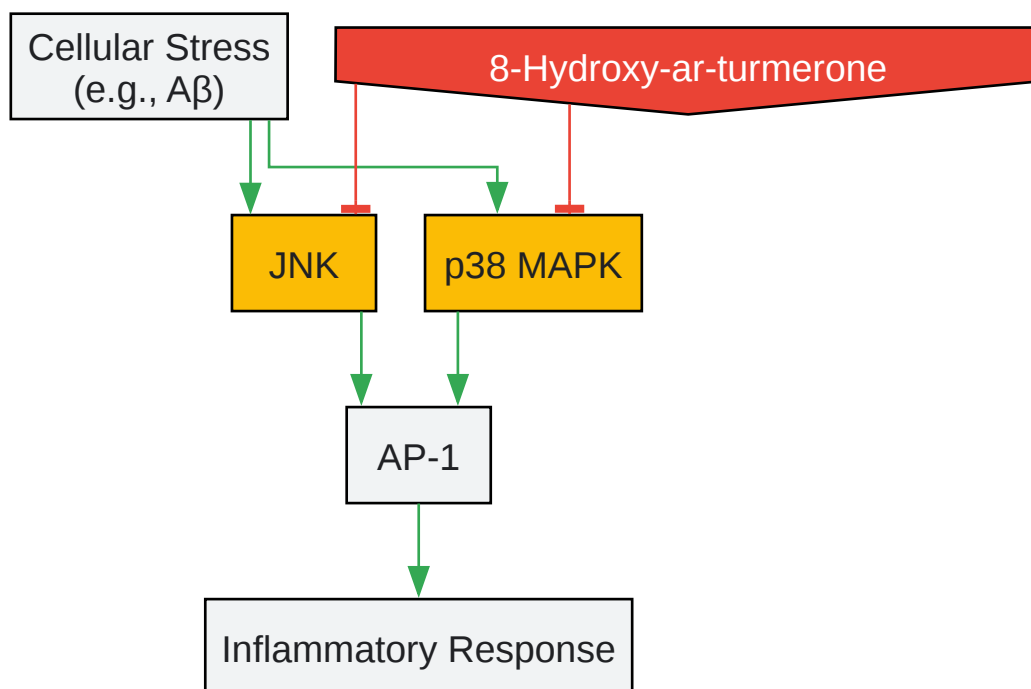 Cellular Stress
(e.g., Aβ)
8-Hydroxy-ar-turmerone
JNK
p38 MAPK
AP-1
Inflammatory Response